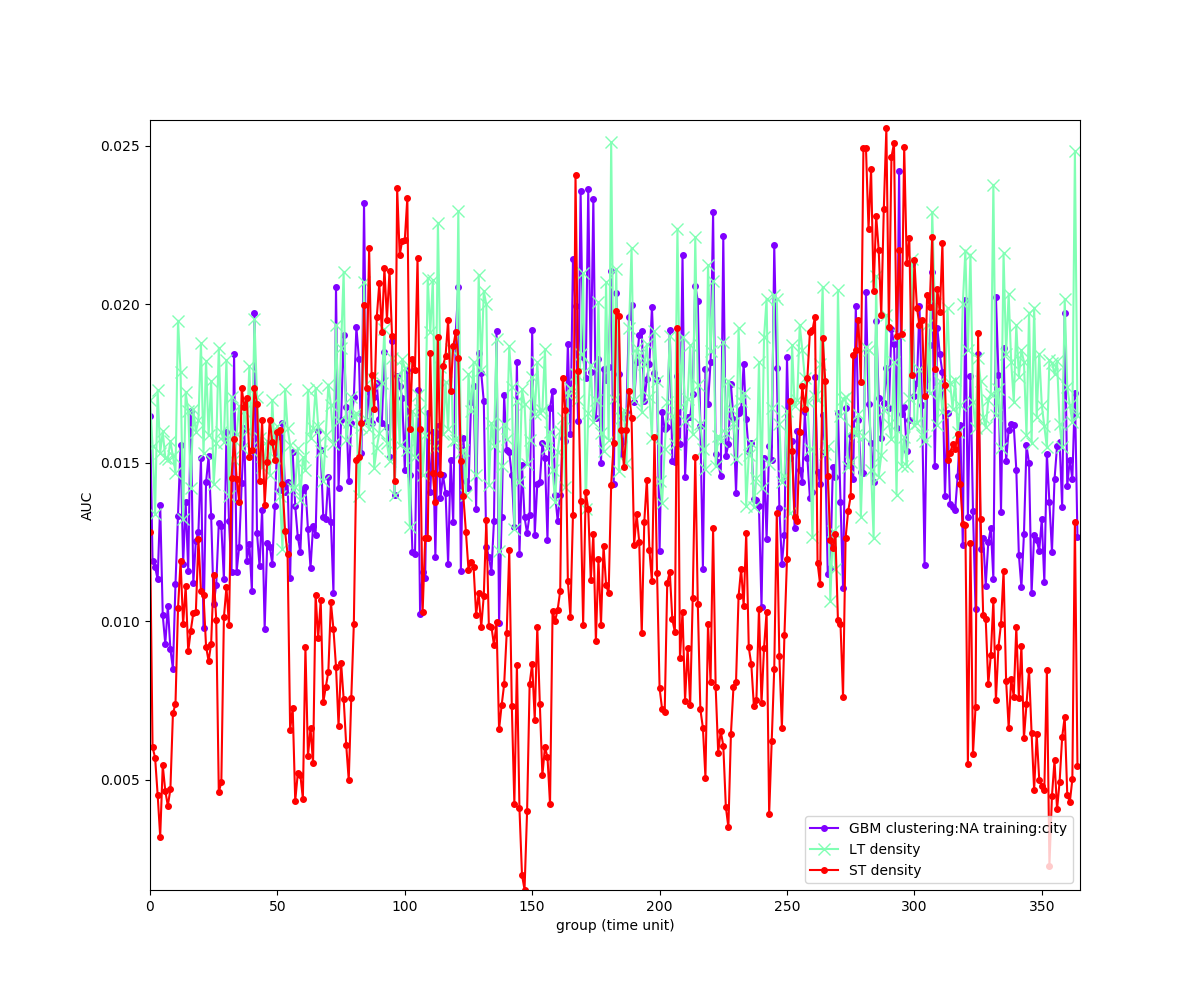 0.025
0.020
0.015
0.010
0.005
AUC
0 50 100 150 200 250 300 350
group (time unit)
GBM clustering:NA training:city
LT density
ST density